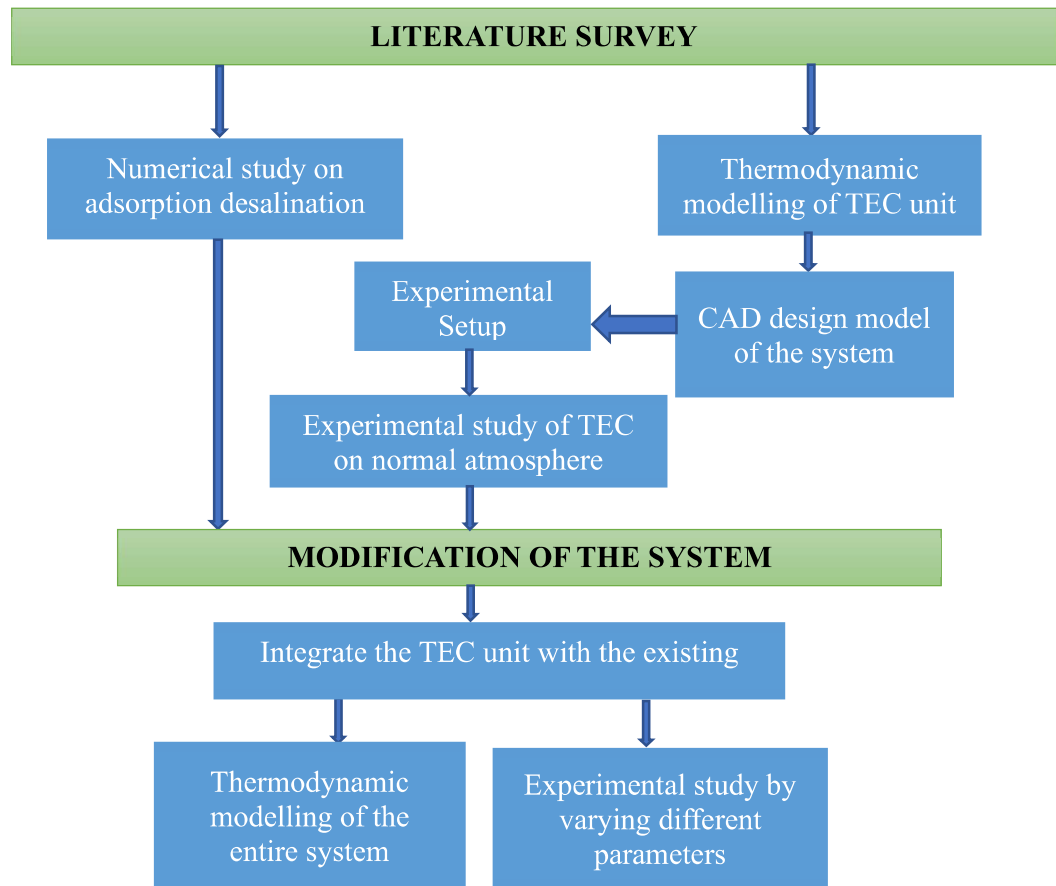 LITERATURE SURVEY
Numerical study on
adsorption desalination
Thermodynamic
modelling of TEC unit
Experimental
Setup
CAD design model
of the system
Experimental study of TEC
on normal atmosphere
MODIFICATION OF THE SYSTEM
Integrate the TEC unit with the existing
Thermodynamic
modelling of the
entire system
Experimental study by
varying different
parameters